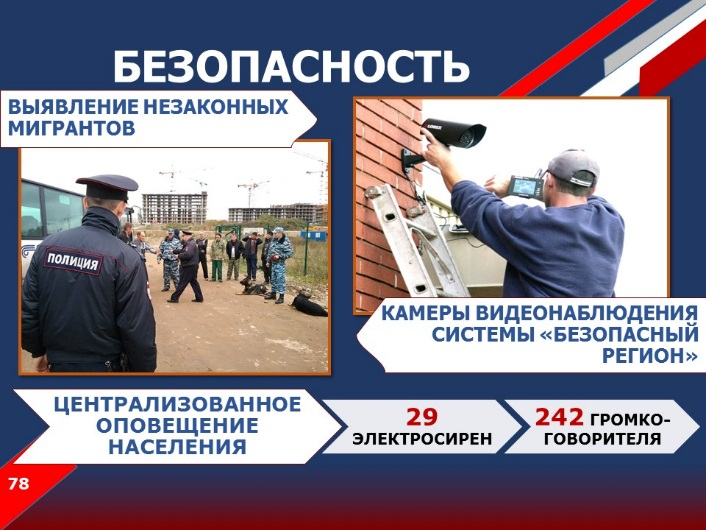 БЕЗОПАСНОСТЬ
ВЫЯВЛЕНИЕ НЕЗАКОННЫХ
МИГРАНТОВ
ПОЛИЦИЯ
КАМЕРЫ ВИДЕОНАБЛЮДЕНИЯ
СИСТЕМЫ «БЕЗОПАСНЫЙ
РЕГИОН»
ЦЕНТРАЛИЗОВАННОЕ
ОПОВЕЩЕНИЕ
НАСЕЛЕНИЯ
29
ЭЛЕКТРОСИРЕН
242 ГРОМКО-
ГОВОРИТЕЛЯ
78